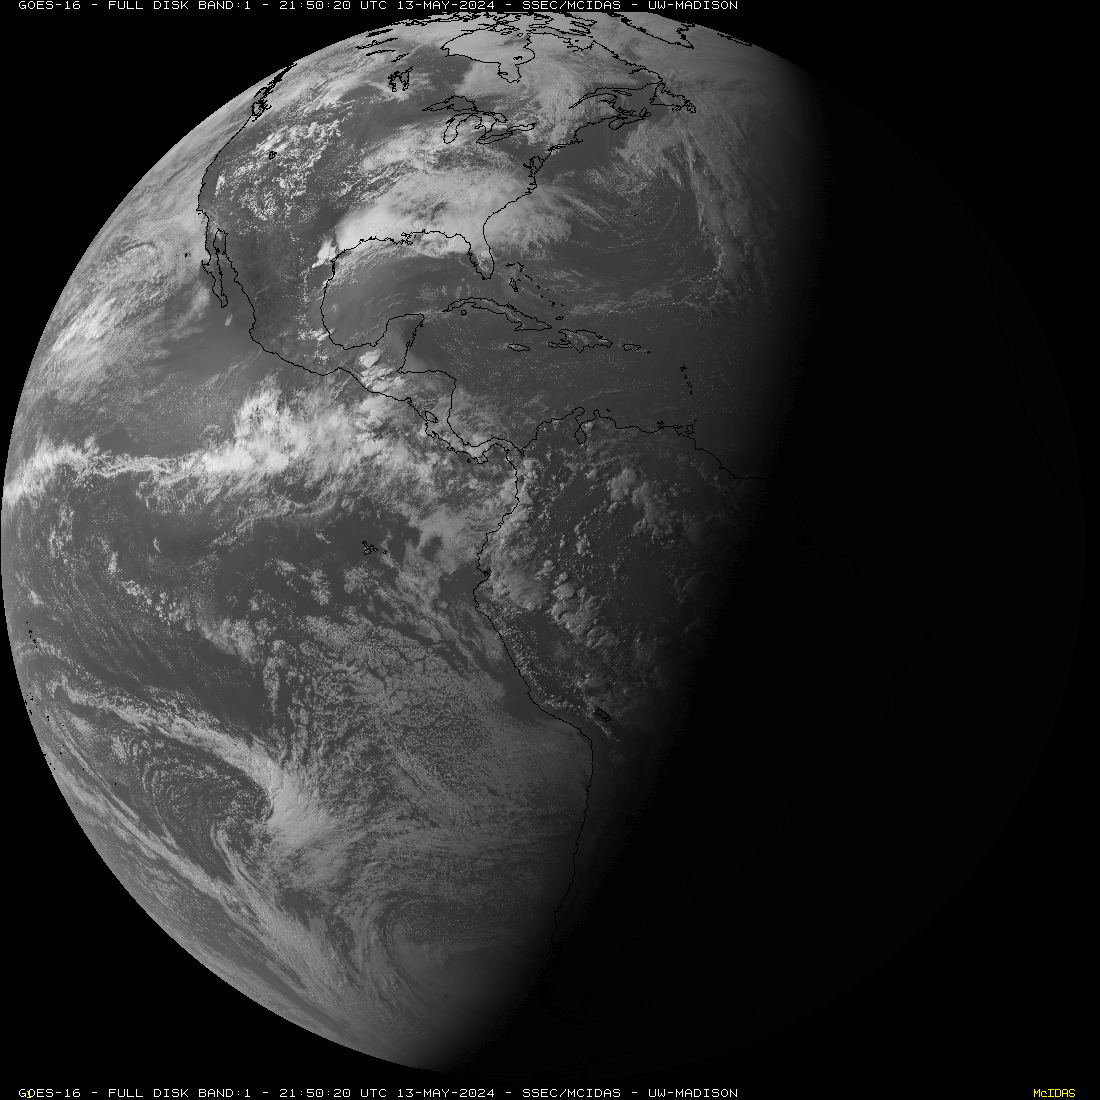 GOES-16 - FULL DISK BAND:1 - 21:50:20 UTC 13-MAY-2024 - SSEC/MCIDAS - UW-MADISON
GOES-16 - FULL DISK BAND:1 - 21:50:20 UTC 13-MAY-2024 - SSEC/MCIDAS - UW-MADISON
McIDAS